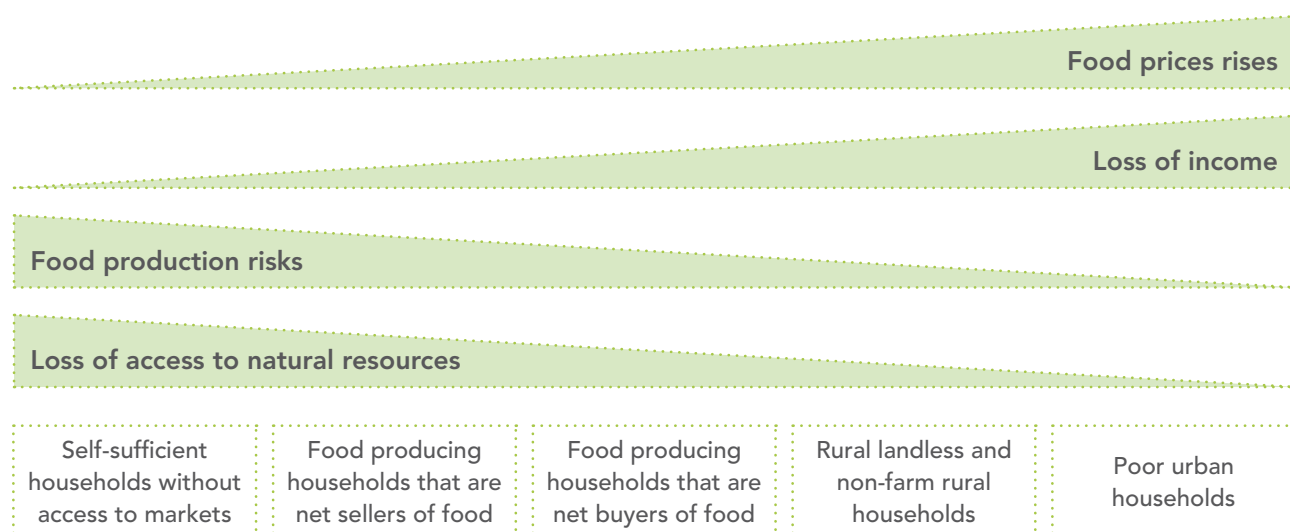 Food prices rises
Loss of income
Food production risks
Loss of access to natural resources
Self-sufficient
households without
access to markets
Food producing
households that are
net sellers of food
Food producing
households that are
net buyers of food
Rural landless and
non-farm rural
households
Poor urban
households